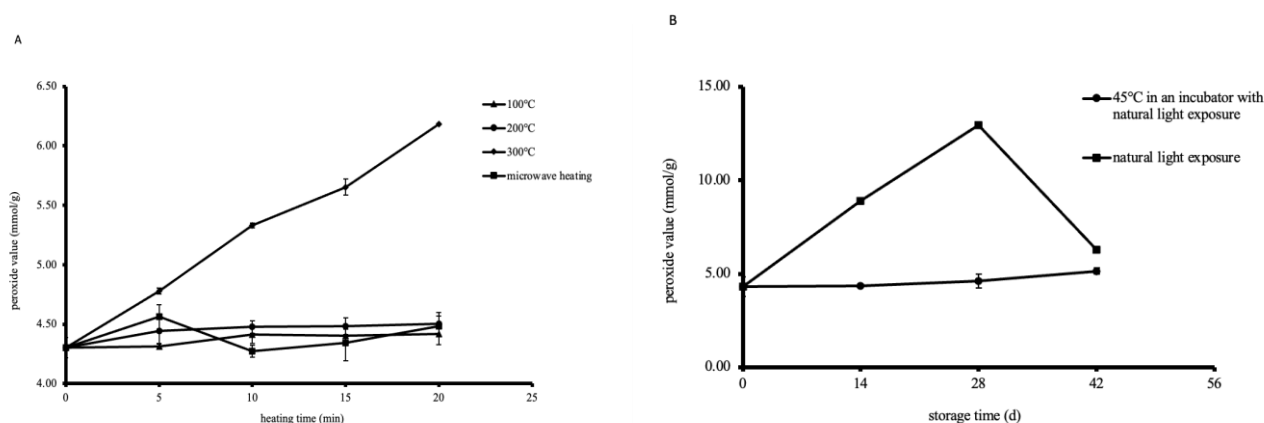 A
6.50
6.00
5.50
5.00
4.50
4.00
0
5
10
15
20
25
peroxide value (mmol/g)
heating time (min)
100°C
200°C
300°C
microwave heating
B
15.00
10.00
5.00
0.00
0
14
28
42
56
peroxide value (mmol/g)
storage time (d)
45°C in an incubator with
natural light exposure
natural light exposure